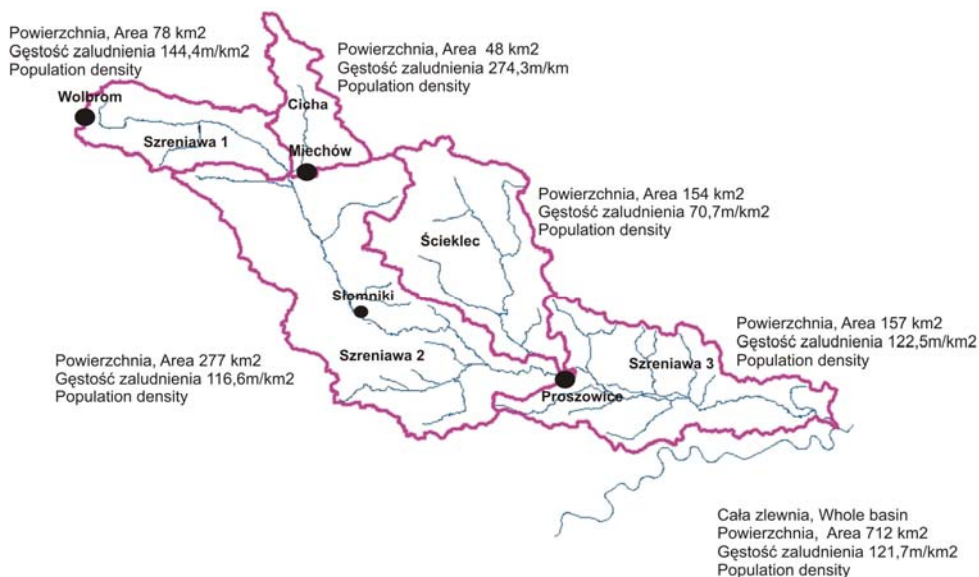 Powierzchnia, Area 78 km2
Gęstość zaludnienia 144,4m/km2
Population density
Powierzchnia, Area 48 km2
Gęstość zaludnienia 274,3m/km
Population density
Wolbrom
Cicha
Szreniawa 1
Miechów
Powierzchnia, Area 154 km2
Gęstość zaludnienia 70,7m/km2
Population density
Ścieklec
Słomniki
Powierzchnia, Area 157 km2
Gęstość zaludnienia 122,5m/km2
Population density
Szreniawa 2
Szreniawa 3
Powierzchnia, Area 277 km2
Gęstość zaludnienia 116,6m/km2
Population density
Proszowice
Cała zlewnia, Whole basin
Powierzchnia, Area 712 km2
Gęstość zaludnienia 121,7m/km2
Population density